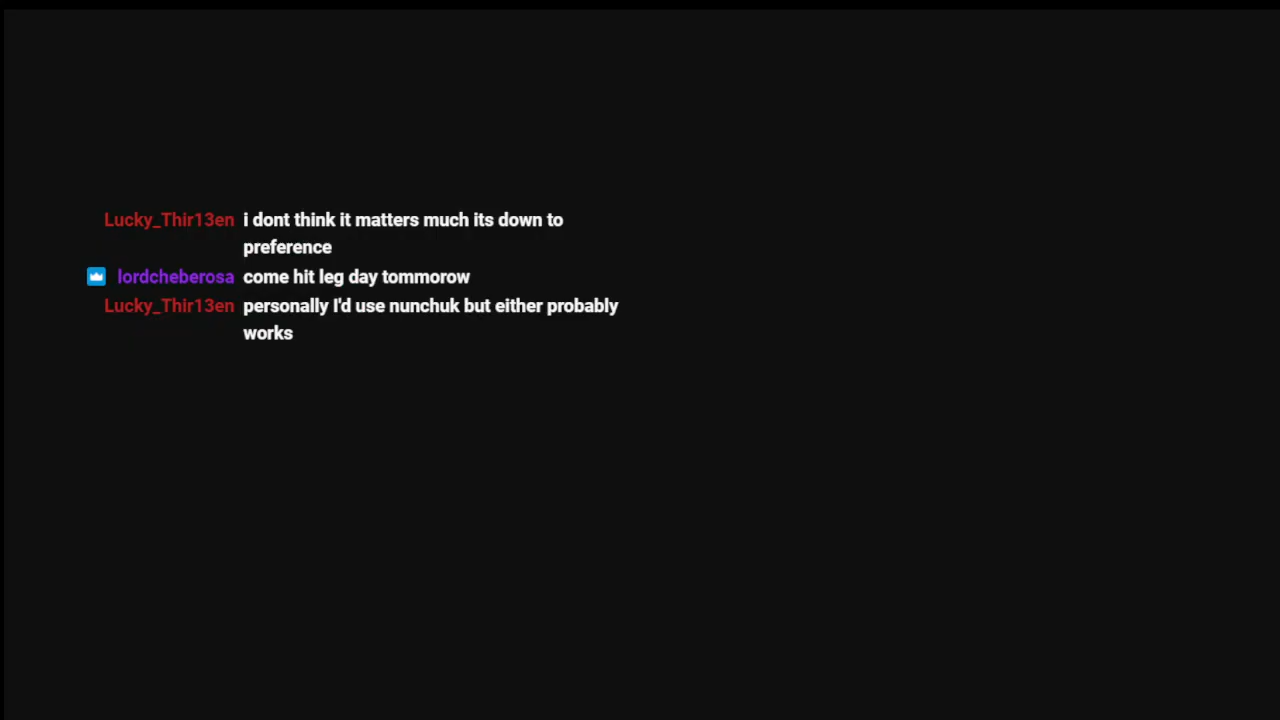 Lucky_Thir13en i dont think it matters much its down to
preference
lordcheberosa come hit leg day tommorow
Lucky_Thir13en personally I'd use nunchuk but either probably
works